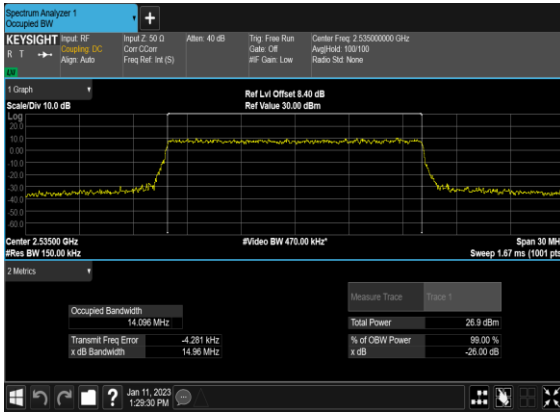 Spectrum Analyzer 1
Occupied BW
KEYSIGHT
R T
LXI
Input: RF
Coupling: DC
Align: Auto
Input Z: 50 Ω
Corr CCorr
Freq Ref: Int (S)
Atten: 40 dB
Trig: Free Run
Gate: Off
#IF Gain: Low
Center Freq: 2.535000000 GHz
Avg|Hold: 100/100
Radio Std: None
1 Graph
Scale/Div 10.0 dB
Ref Lvl Offset 8.40 dB
Ref Value 30.00 dBm
Log
20.0
10.0
0.00
-10.0
-20.0
-30.0
-40.0
-50.0
-60.0
Center 2.53500 GHz
#Res BW 150.00 kHz
#Video BW 470.00 kHz*
Span 30 MH
Sweep 1.67 ms (1001 pts
2 Metrics
Measure Trace Trace 1
Occupied Bandwidth
14.096 MHz
Total Power 26.9 dBm
Transmit Freq Error -4.281 kHz
% of OBW Power 99.00 %
x dB Bandwidth 14.96 MHz
x dB -26.00 dB
?
Jan 11, 2023
1:29:30 PM